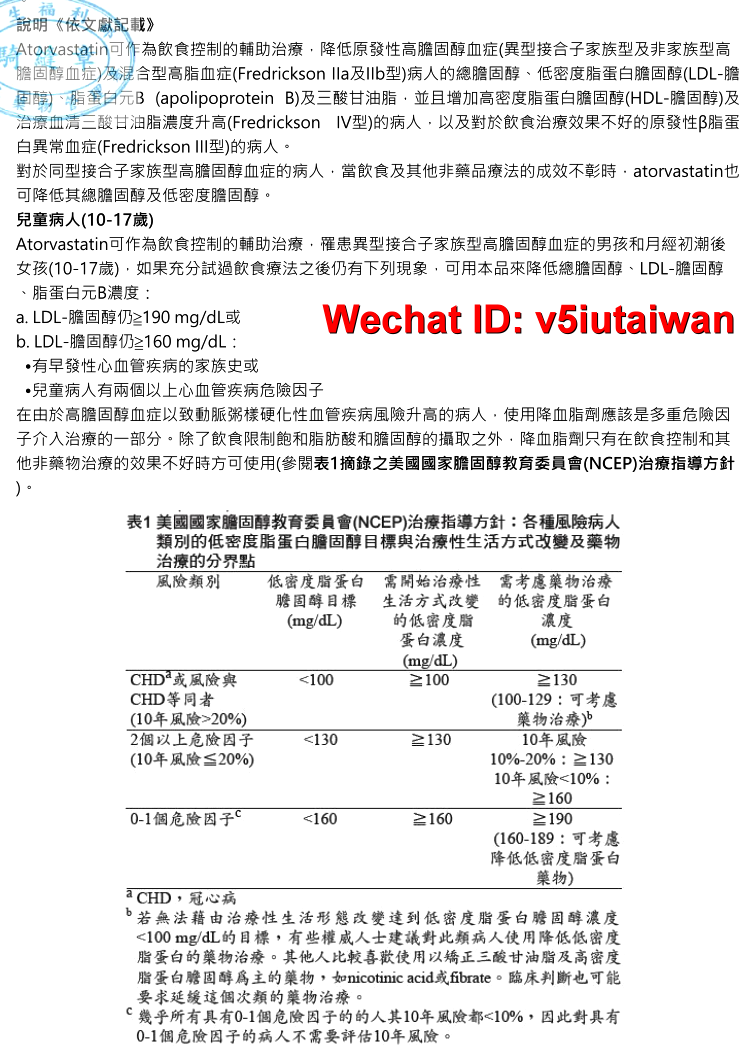 說明《依文獻記載》
Atorvastatin可作為飲食控制的輔助治療，降低原發性高膽固醇血症(異型接合子家族型及非家族型高
膽固醇血症)及混合型高脂血症(Fredrickson IIa及IIb型)病人的總膽固醇、低密度脂蛋白膽固醇(LDL-膽
固醇)、脂蛋白元B (apolipoprotein B)及三酸甘油脂，並且增加高密度脂蛋白膽固醇(HDL-膽固醇)及
治療血清三酸甘油脂濃度升高(Fredrickson IV型)的病人，以及對於飲食治療效果不好的原發性β脂蛋
白異常血症(Fredrickson III型)的病人。
對於同型接合子家族型高膽固醇血症的病人，當飲食及其他非藥品療法的成效不彰時，atorvastatin也
可降低其總膽固醇及低密度膽固醇。
兒童病人(10-17歲)
Atorvastatin可作為飲食控制的輔助治療，罹患異型接合子家族型高膽固醇血症的男孩和月經初潮後
女孩(10-17歲)，如果充分試過飲食療法之後仍有下列現象，可用本品來降低總膽固醇、LDL-膽固醇
、脂蛋白元B濃度：
a. LDL-膽固醇仍≧190 mg/dL或
b. LDL-膽固醇仍≧160 mg/dL：
Wechat ID: v5iutaiwan
•有早發性心血管疾病的家族史或
•兒童病人有兩個以上心血管疾病危險因子
在由於高膽固醇血症以致動脈粥樣硬化性血管疾病風險升高的病人，使用降血脂劑應該是多重危險因
子介入治療的一部分。除了飲食限制飽和脂肪酸和膽固醇的攝取之外，降血脂劑只有在飲食控制和其
他非藥物治療的效果不好時方可使用(參閱表1摘錄之美國國家膽固醇教育委員會(NCEP)治療指導方針
)。
表1 美國國家膽固醇教育委員會(NCEP)治療指導方針：各種風險病人
類別的低密度脂蛋白膽固醇目標與治療性生活方式改變及藥物
治療的分界點
風險類別 低密度脂蛋白 需開始治療性 需考慮藥物治療
膽固醇目標 生活方式改變 的低密度脂蛋白
(mg/dL) 的低密度脂 濃度
蛋白濃度 (mg/dL)
(mg/dL)
CHDa或風險與 <100 ≧100 ≧130
CHD等同者 (100-129：可考慮
(10年風險>20%) 藥物治療)b
2個以上危險因子 <130 ≧130 10年風險
(10年風險≦20%) 10%-20%：≧130
10年風險<10%：
≧160
0-1個危險因子c <160 ≧160 ≧190
(160-189：可考慮
降低低密度脂蛋白
藥物)
a CHD，冠心病
b 若無法藉由治療性生活形態改變達到低密度脂蛋白膽固醇濃度
<100 mg/dL的目標，有些權威人士建議對此類病人使用降低低密度
脂蛋白的藥物治療。其他人比較喜歡使用以矯正三酸甘油脂及高密度
脂蛋白膽固醇為主的藥物，如nicotinic acid或fibrate。臨床判斷也可能
要求延緩這個次類的藥物治療。
c 幾乎所有具有0-1個危險因子的的人其10年風險都<10%，因此對具有
0-1個危險因子的病人不需要評估10年風險。